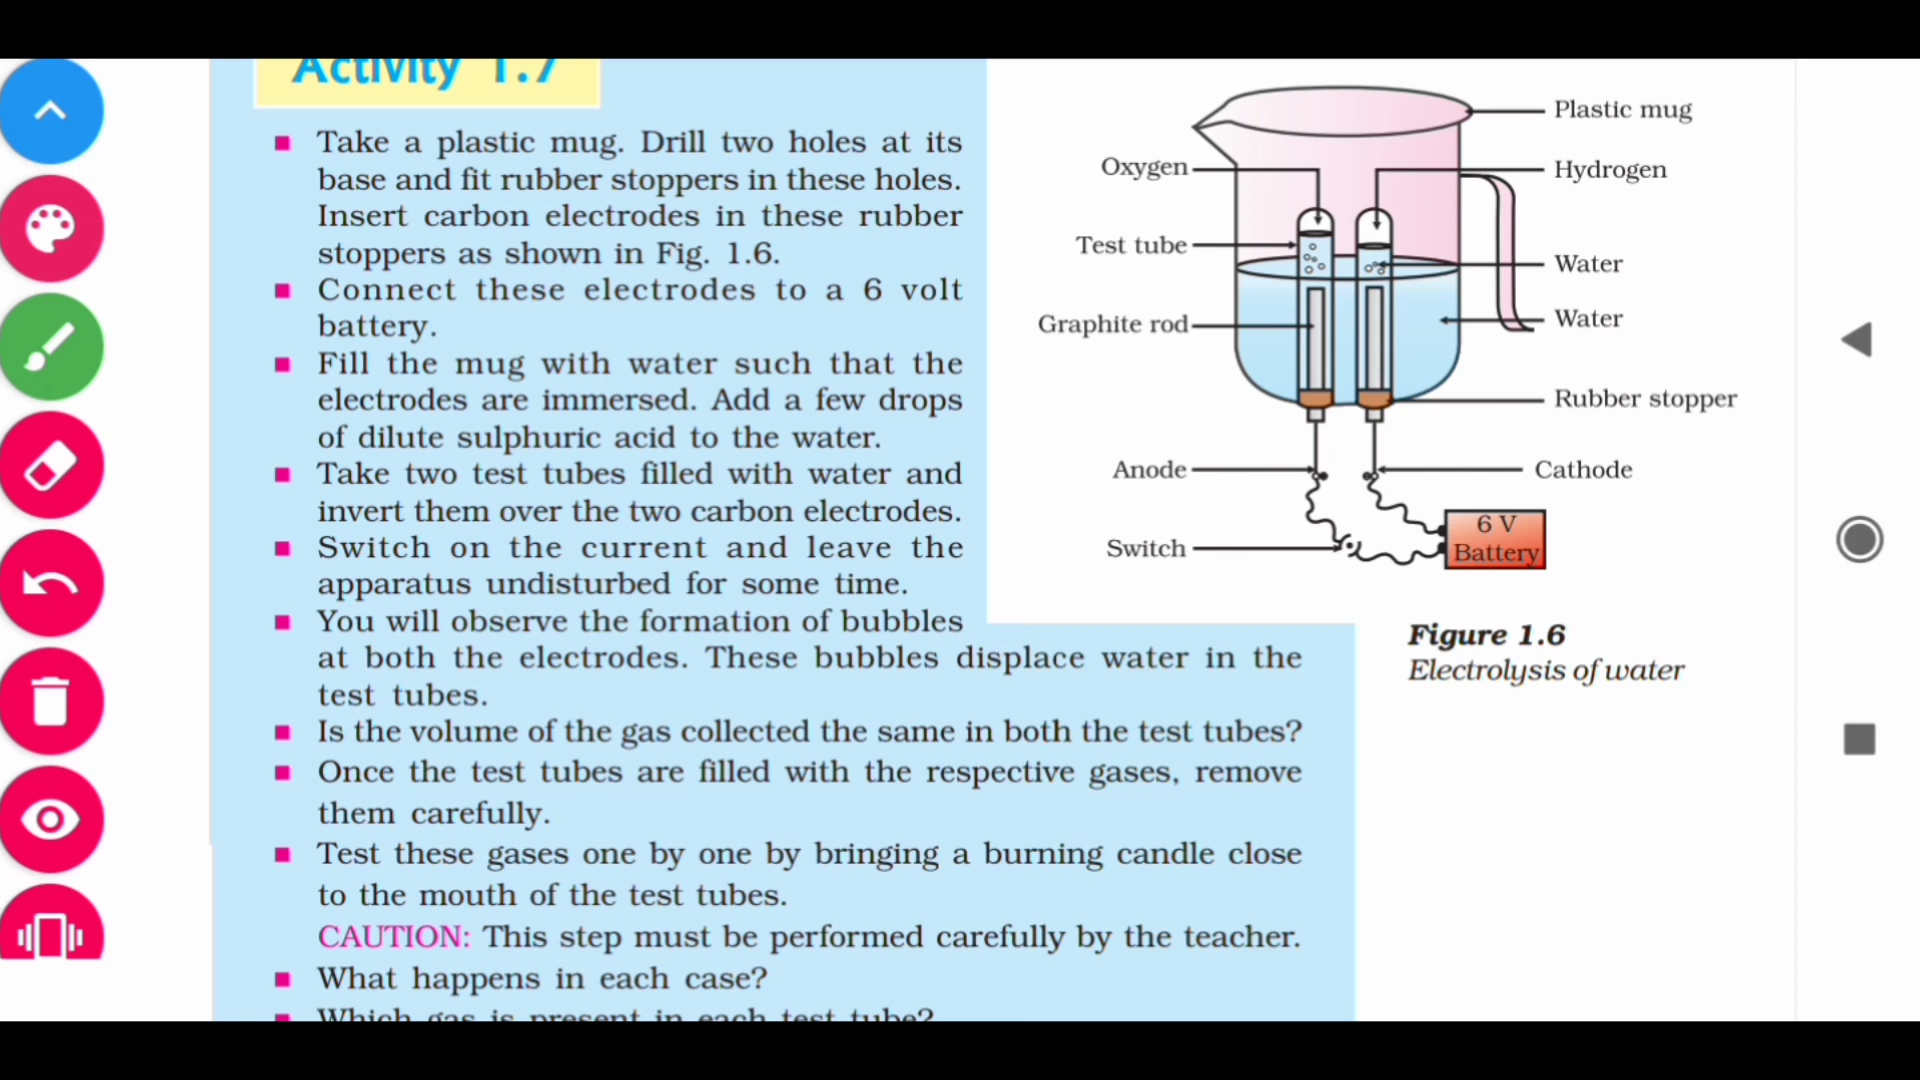 Activity 1.7
Take a plastic mug. Drill two holes at its
base and fit rubber stoppers in these holes.
Insert carbon electrodes in these rubber
stoppers as shown in Fig. 1.6.
Connect these electrodes to a 6 volt
battery.
Fill the mug with water such that the
electrodes are immersed. Add a few drops
of dilute sulphuric acid to the water.
Take two test tubes filled with water and
invert them over the two carbon electrodes.
Switch on the current and leave the
apparatus undisturbed for some time.
You will observe the formation of bubbles
at both the electrodes. These bubbles displace water in the
test tubes.
Is the volume of the gas collected the same in both the test tubes?
Once the test tubes are filled with the respective gases, remove
them carefully.
Test these gases one by one by bringing a burning candle close
to the mouth of the test tubes.
CAUTION: This step must be performed carefully by the teacher.
What happens in each case?
Which gas is present in each test tube?
Plastic mug
Oxygen
Hydrogen
Test tube
Water
Graphite rod
Water
Rubber stopper
Anode
Cathode
Switch
6 V
Battery
Figure 1.6
Electrolysis of water